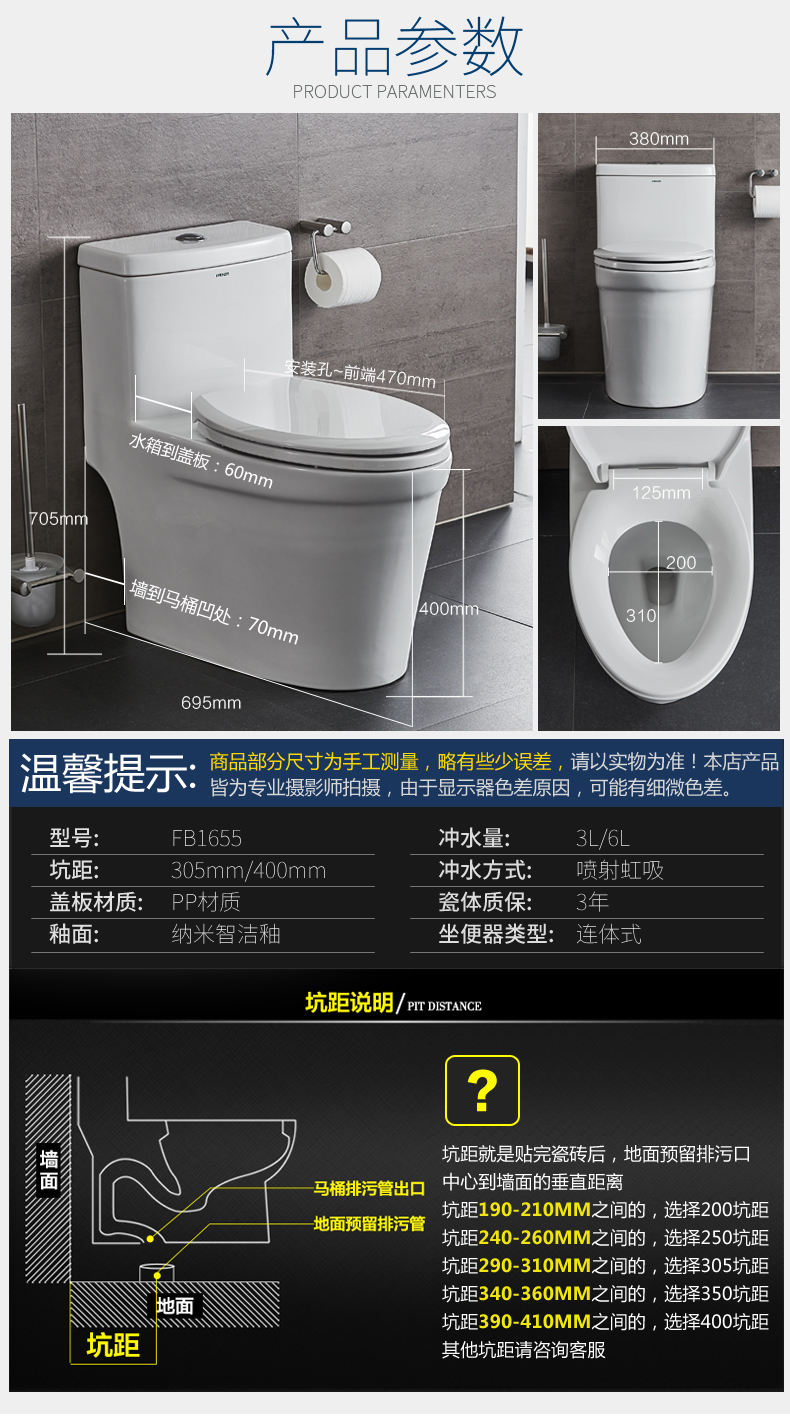 产品参数
PRODUCT PARAMENTERS
安装孔~前端470mm
水箱到盖板：60mm
705mm
墙到马桶凹处：70mm
400mm
695mm
380mm
125mm
200
310
温馨提示:
商品部分尺寸为手工测量，略有些少误差，请以实物为准！本店产品
皆为专业摄影师拍摄，由于显示器色差原因，可能有细微色差。
型号: FB1655
冲水量: 3L/6L
坑距: 305mm/400mm
冲水方式: 喷射虹吸
盖板材质: PP材质
瓷体质保: 3年
釉面: 纳米智洁釉
坐便器类型: 连体式
坑距说明/PIT DISTANCE
墙面
马桶排污管出口
地面预留排污管
地面
坑距
?
坑距就是贴完瓷砖后，地面预留排污口
中心到墙面的垂直距离
坑距190-210MM之间的，选择200坑距
坑距240-260MM之间的，选择250坑距
坑距290-310MM之间的，选择305坑距
坑距340-360MM之间的，选择350坑距
坑距390-410MM之间的，选择400坑距
其他坑距请咨询客服